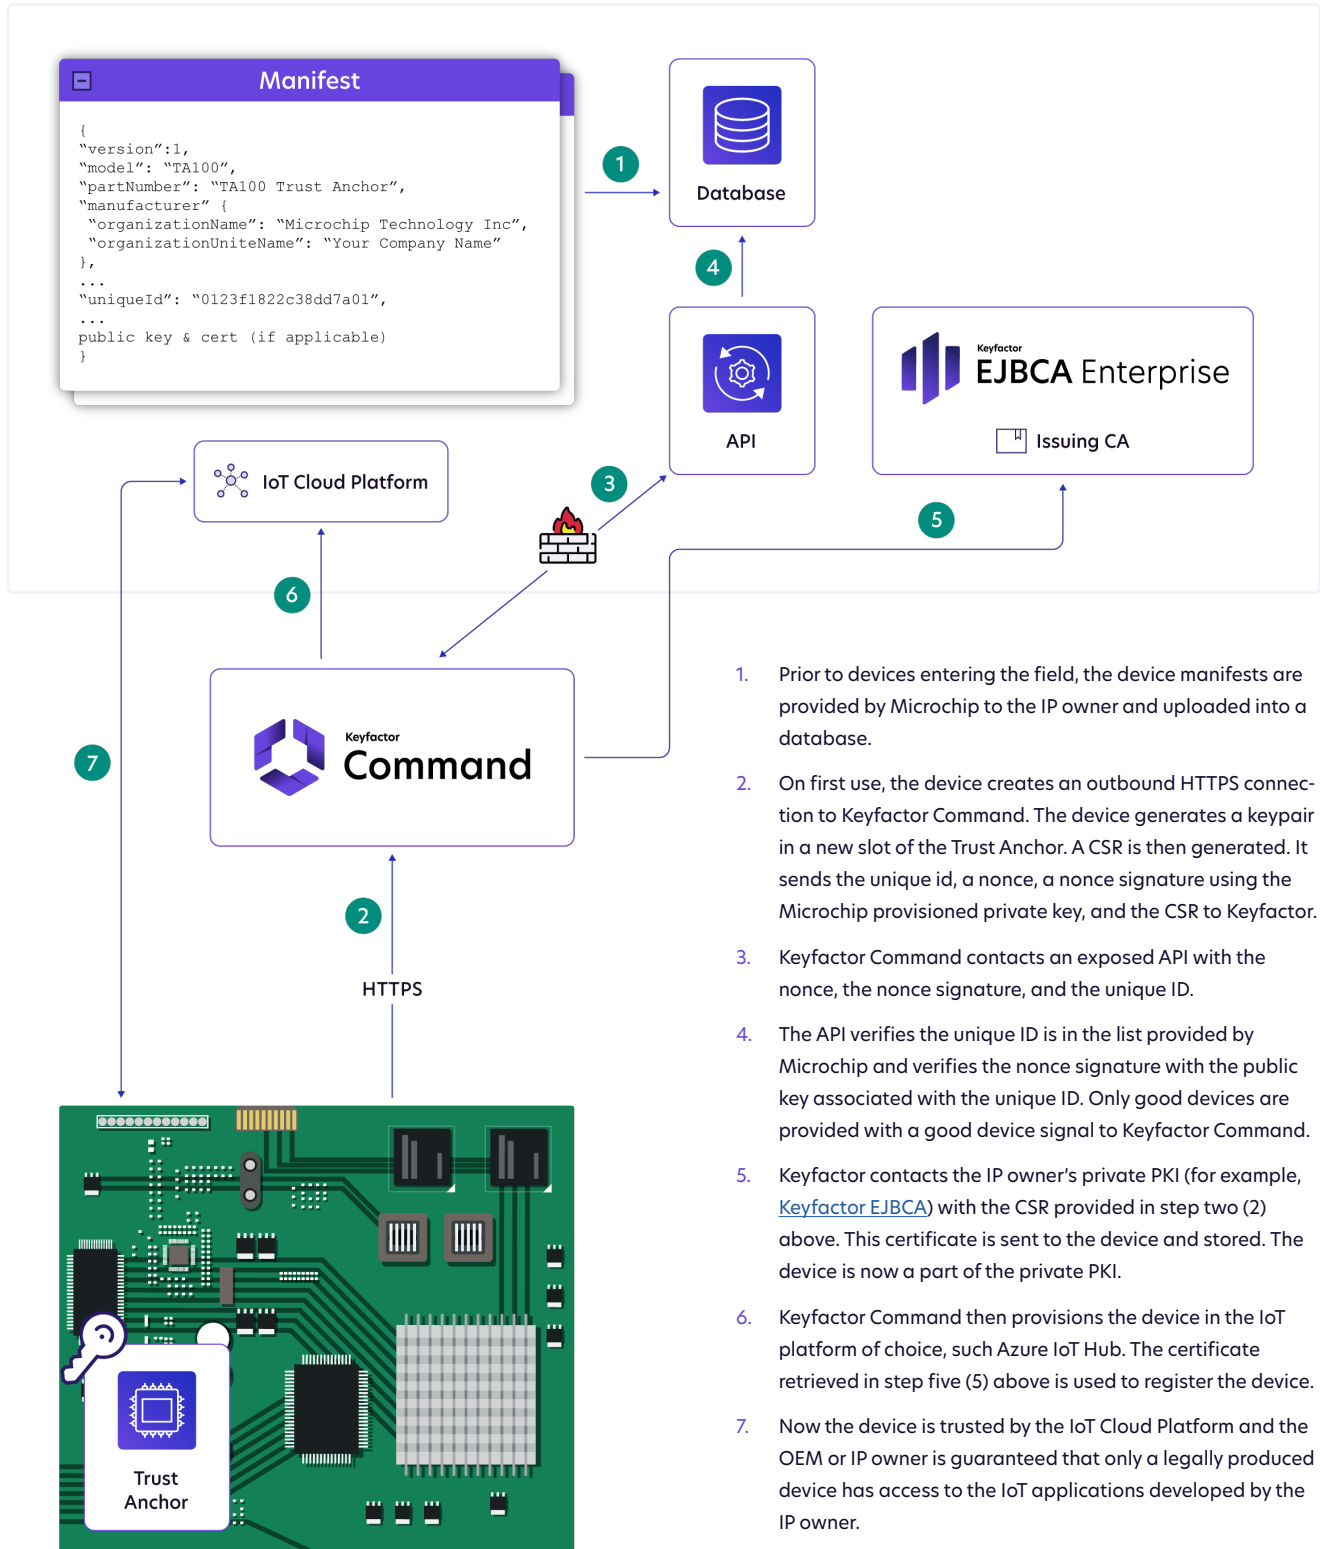 Manifest
{
“version”:1,
“model”: “TA100”,
“partNumber”: “TA100 Trust Anchor”,
“manufacturer” {
“organizationName”: “Microchip Technology Inc”,
“organizationUniteName”: “Your Company Name”
},
...
“uniqueId”: “0123f1822c38dd7a01”,
...
public key & cert (if applicable)
}
1
Database
4
API
Keyfactor
EJBCA Enterprise
Issuing CA
IoT Cloud Platform
3
5
6
7
Keyfactor
Command
2
HTTPS
Trust
Anchor
1. Prior to devices entering the field, the device manifests are
provided by Microchip to the IP owner and uploaded into a
database.
2. On first use, the device creates an outbound HTTPS connec-
tion to Keyfactor Command. The device generates a keypair
in a new slot of the Trust Anchor. A CSR is then generated. It
sends the unique id, a nonce, a nonce signature using the
Microchip provisioned private key, and the CSR to Keyfactor.
3. Keyfactor Command contacts an exposed API with the
nonce, the nonce signature, and the unique ID.
4. The API verifies the unique ID is in the list provided by
Microchip and verifies the nonce signature with the public
key associated with the unique ID. Only good devices are
provided with a good device signal to Keyfactor Command.
5. Keyfactor contacts the IP owner’s private PKI (for example,
Keyfactor EJBCA) with the CSR provided in step two (2)
above. This certificate is sent to the device and stored. The
device is now a part of the private PKI.
6. Keyfactor Command then provisions the device in the IoT
platform of choice, such Azure IoT Hub. The certificate
retrieved in step five (5) above is used to register the device.
7. Now the device is trusted by the IoT Cloud Platform and the
OEM or IP owner is guaranteed that only a legally produced
device has access to the IoT applications developed by the
IP owner.